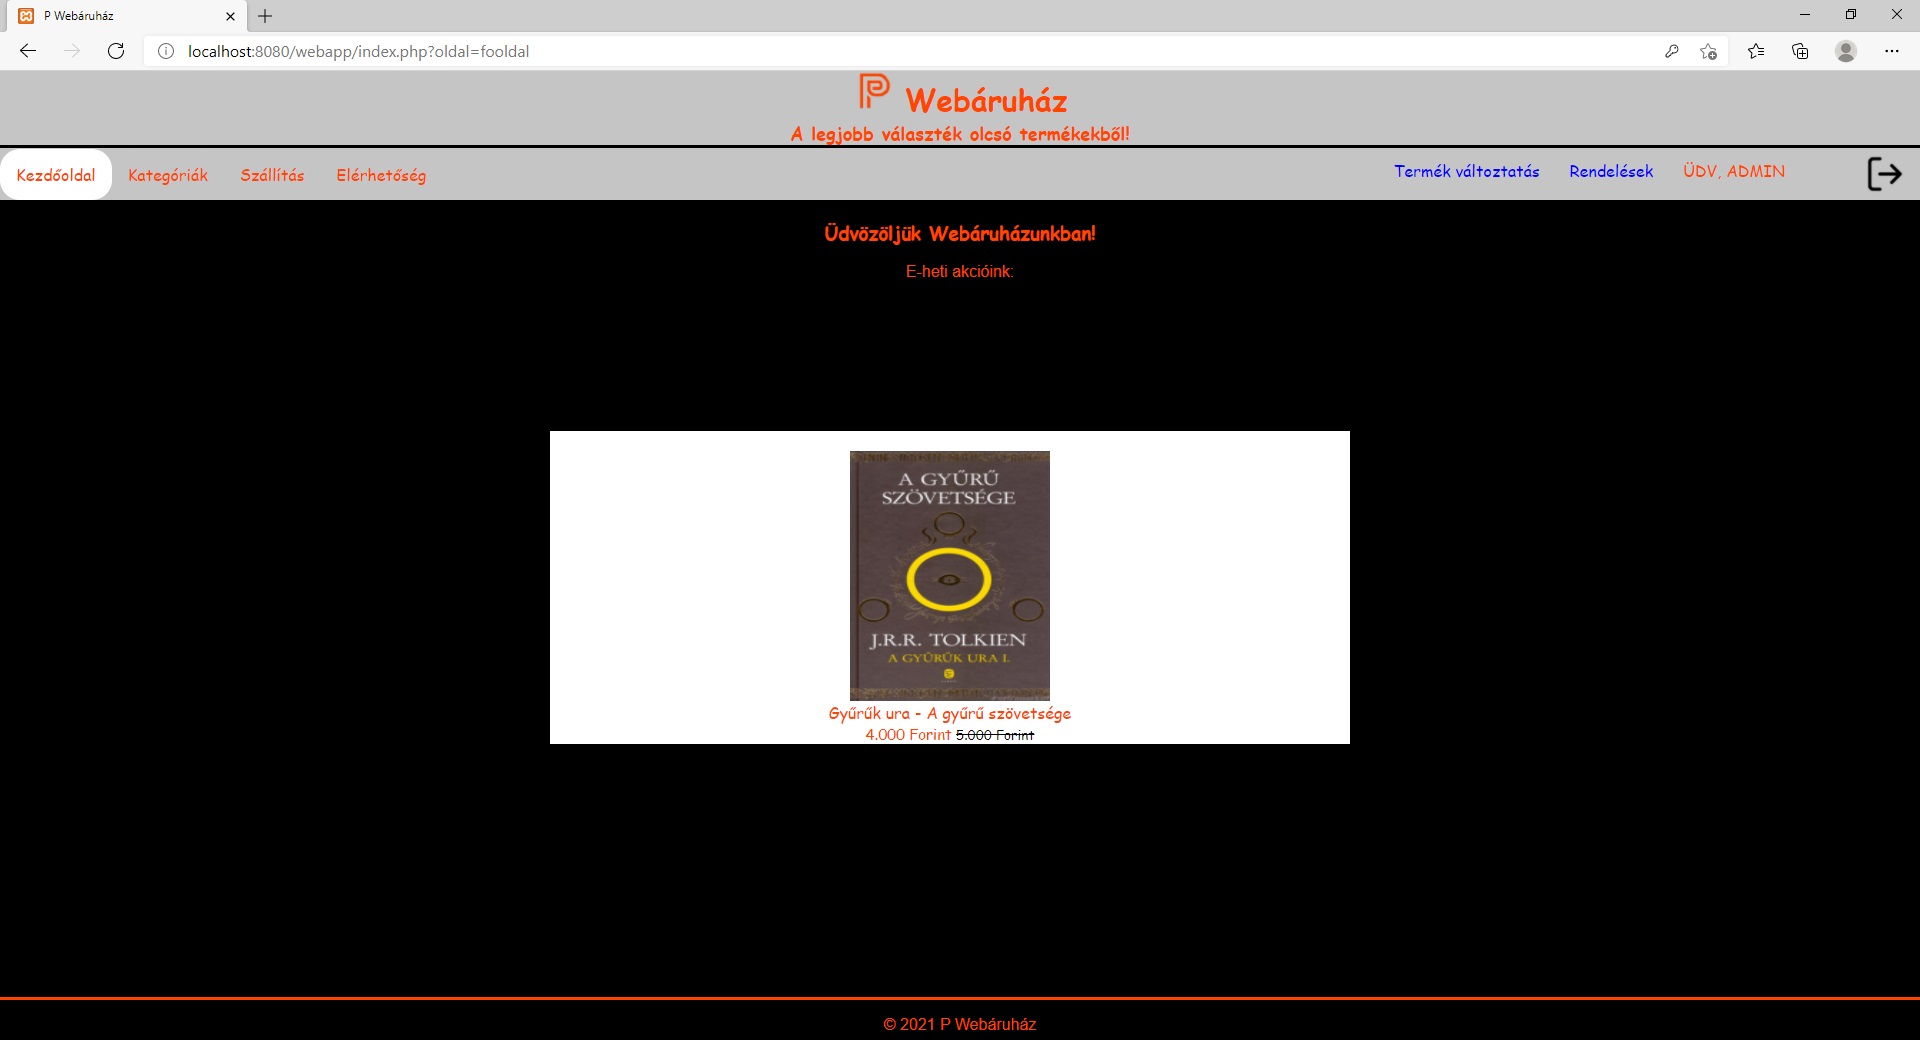 P Webáruház
localhost:8080/webapp/index.php?oldal=fooldal
P Webáruház
A legjobb választék olcsó termékekből!
Kezdőoldal Kategóriák Szállítás Elérhetőség Termék változtatás Rendelések ÜDV, ADMIN
Üdvözöljük Webáruházunkban!
E-heti akcióink:
A GYŰRŰ
SZÖVETSÉGE
J.R.R. TOLKIEN
A GYŰRŰK URA I.
Gyűrűk ura - A gyűrű szövetsége
4.000 Forint 5.000 Forint
© 2021 P Webáruház